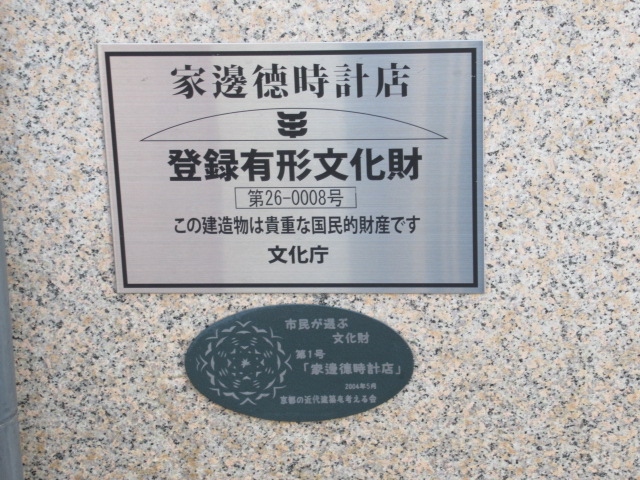 家邊德時計店
登録有形文化財
第26-0008号
この建造物は貴重な国民的財産です
文化庁
市民が選ぶ
文化財
第1号
「家邊德時計店」
2004年5月
京都の近代建築を考える会